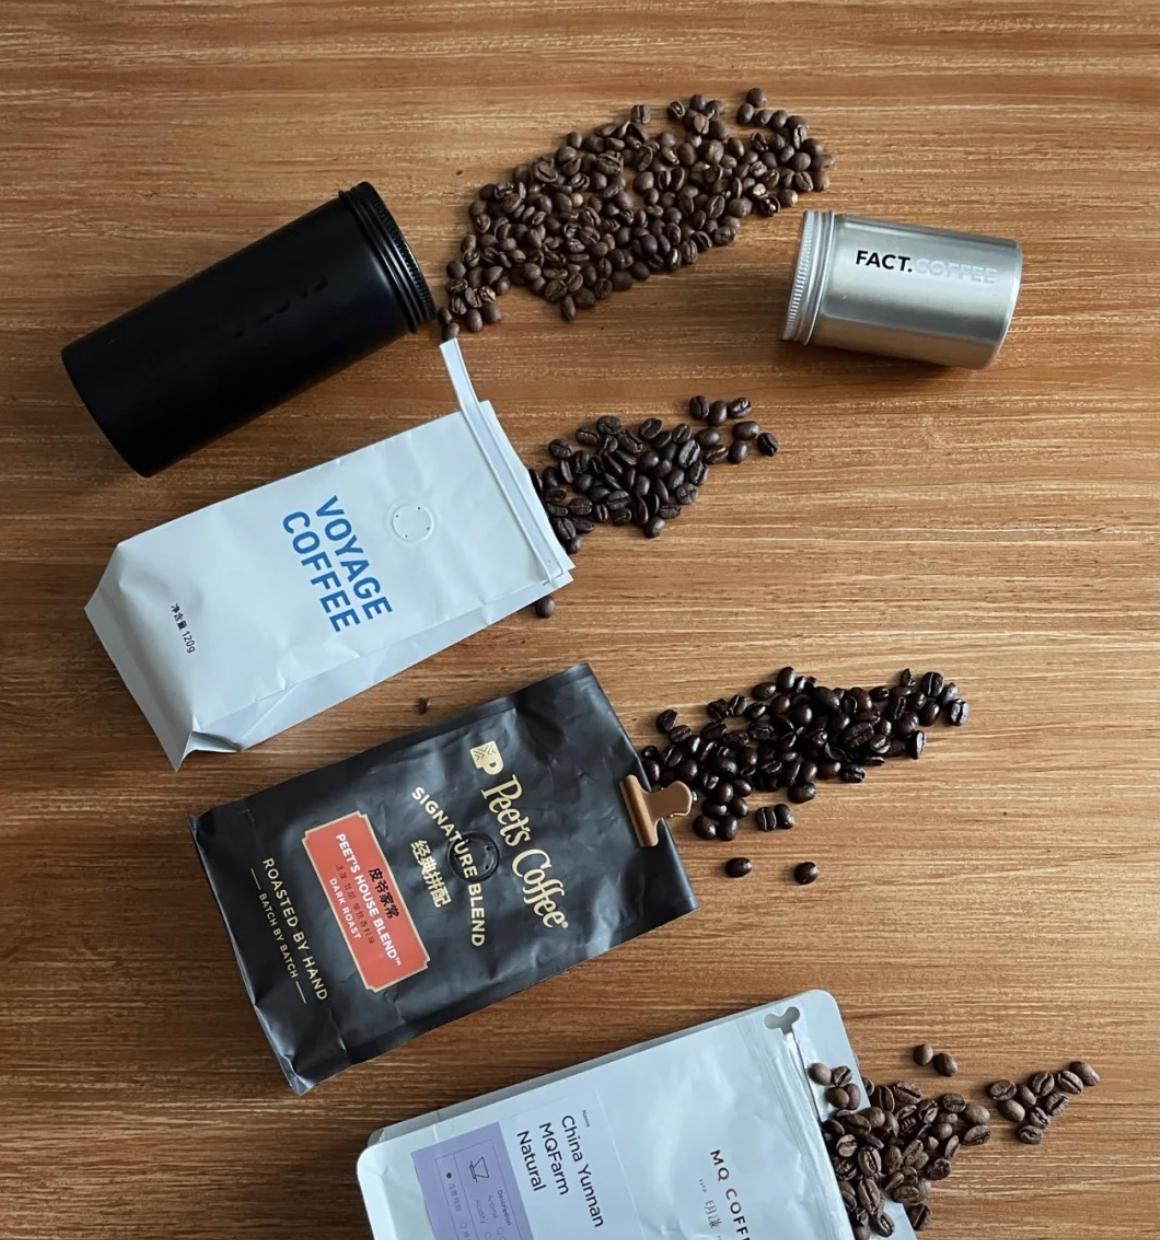 FACT.COFFEE
VOYAGE
COFFEE
净含量 120g
Peet's Coffee®
SIGNATURE BLEND
经典拼配
皮爷家常
PEET'S HOUSE BLEND™
DARK ROAST
ROASTED BY HAND
BATCH BY BATCH
MQ COFF
China Yunnan
MQFarm
Natural